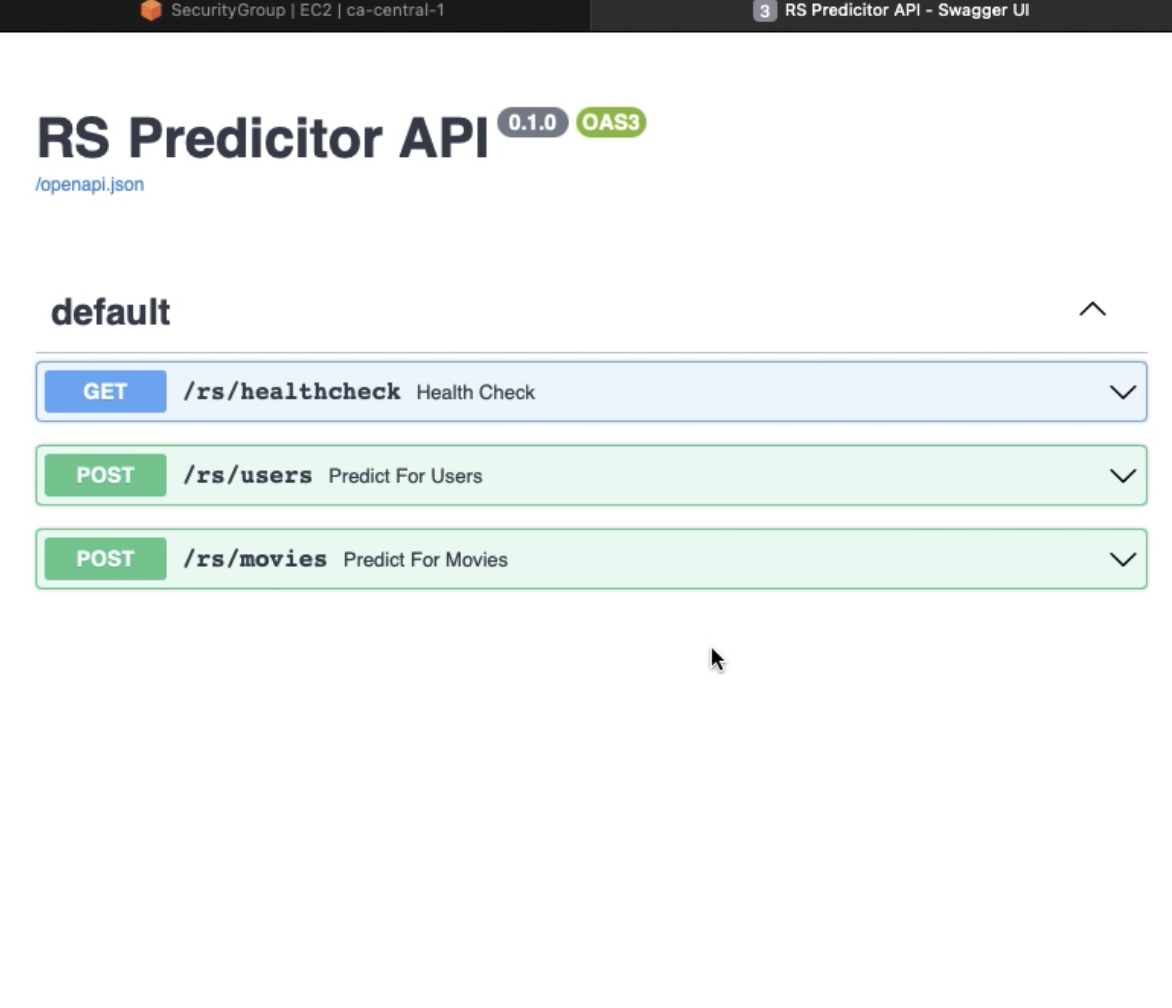 SecurityGroup | EC2 | ca-central-1
3 RS Predicitor API - Swagger UI
RS Predicitor API 0.1.0 OAS3
/openapi.json
default
GET /rs/healthcheck Health Check
POST /rs/users Predict For Users
POST /rs/movies Predict For Movies